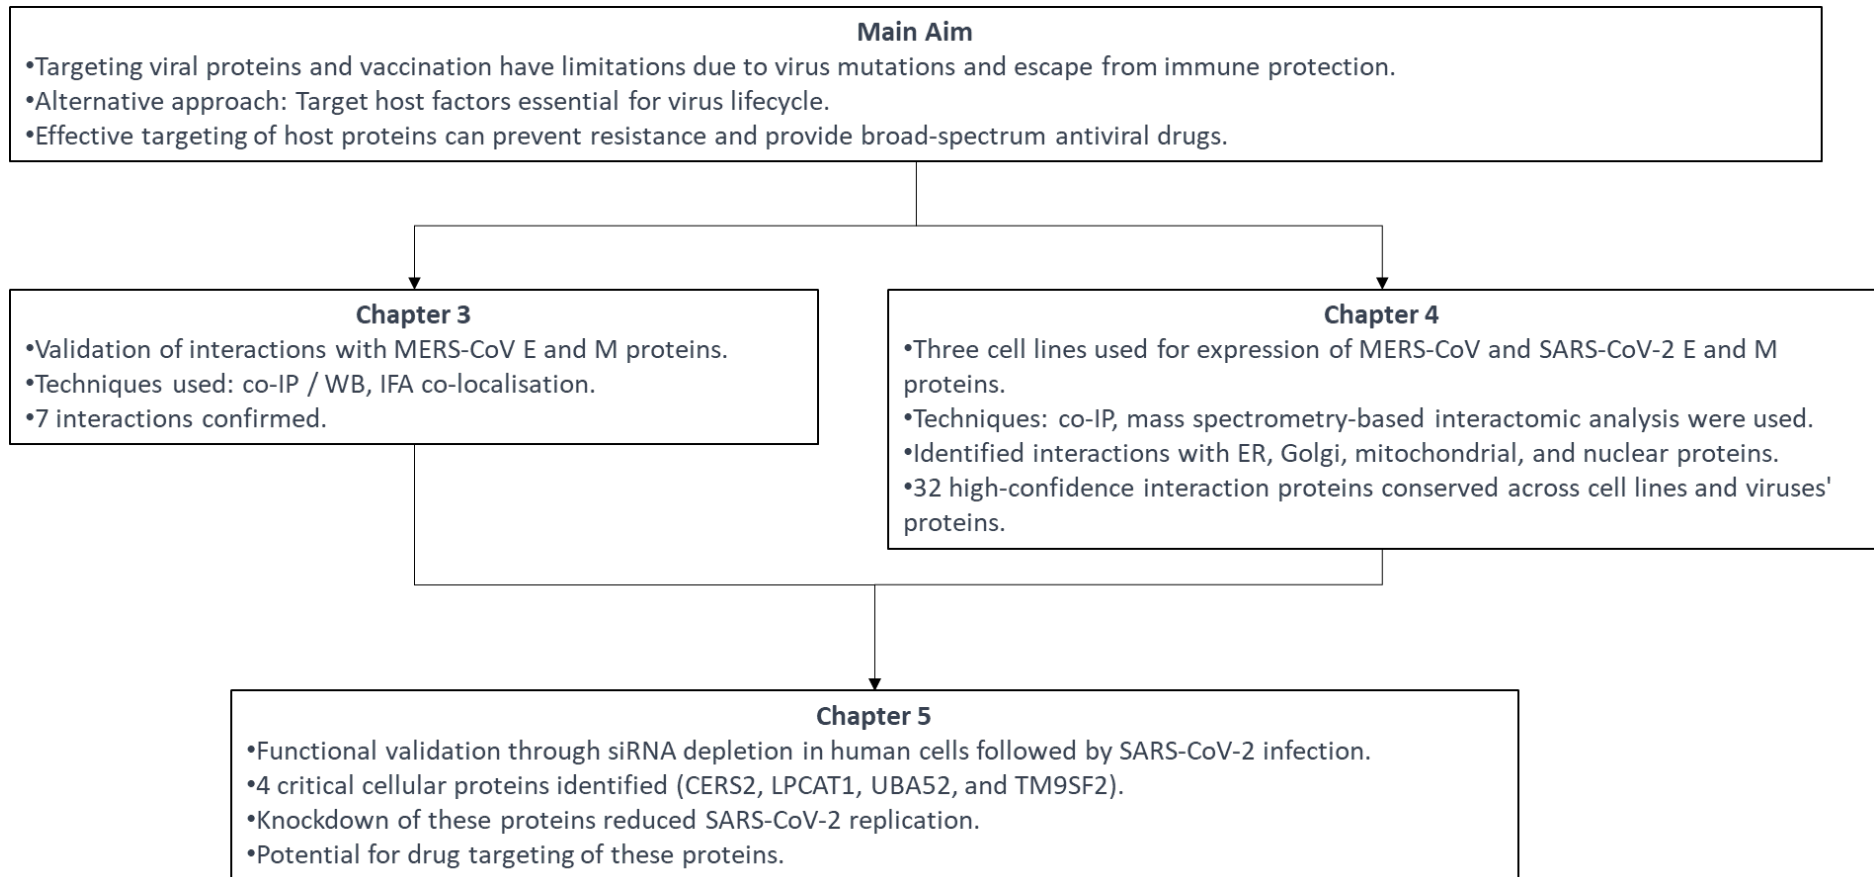 Main Aim
•Targeting viral proteins and vaccination have limitations due to virus mutations and escape from immune protection.
•Alternative approach: Target host factors essential for virus lifecycle.
•Effective targeting of host proteins can prevent resistance and provide broad-spectrum antiviral drugs.
Chapter 3
•Validation of interactions with MERS-CoV E and M proteins.
•Techniques used: co-IP / WB, IFA co-localisation.
•7 interactions confirmed.
Chapter 4
•Three cell lines used for expression of MERS-CoV and SARS-CoV-2 E and M
proteins.
•Techniques: co-IP, mass spectrometry-based interactomic analysis were used.
•Identified interactions with ER, Golgi, mitochondrial, and nuclear proteins.
•32 high-confidence interaction proteins conserved across cell lines and viruses'
proteins.
Chapter 5
•Functional validation through siRNA depletion in human cells followed by SARS-CoV-2 infection.
•4 critical cellular proteins identified (CERS2, LPCAT1, UBA52, and TM9SF2).
•Knockdown of these proteins reduced SARS-CoV-2 replication.
•Potential for drug targeting of these proteins.